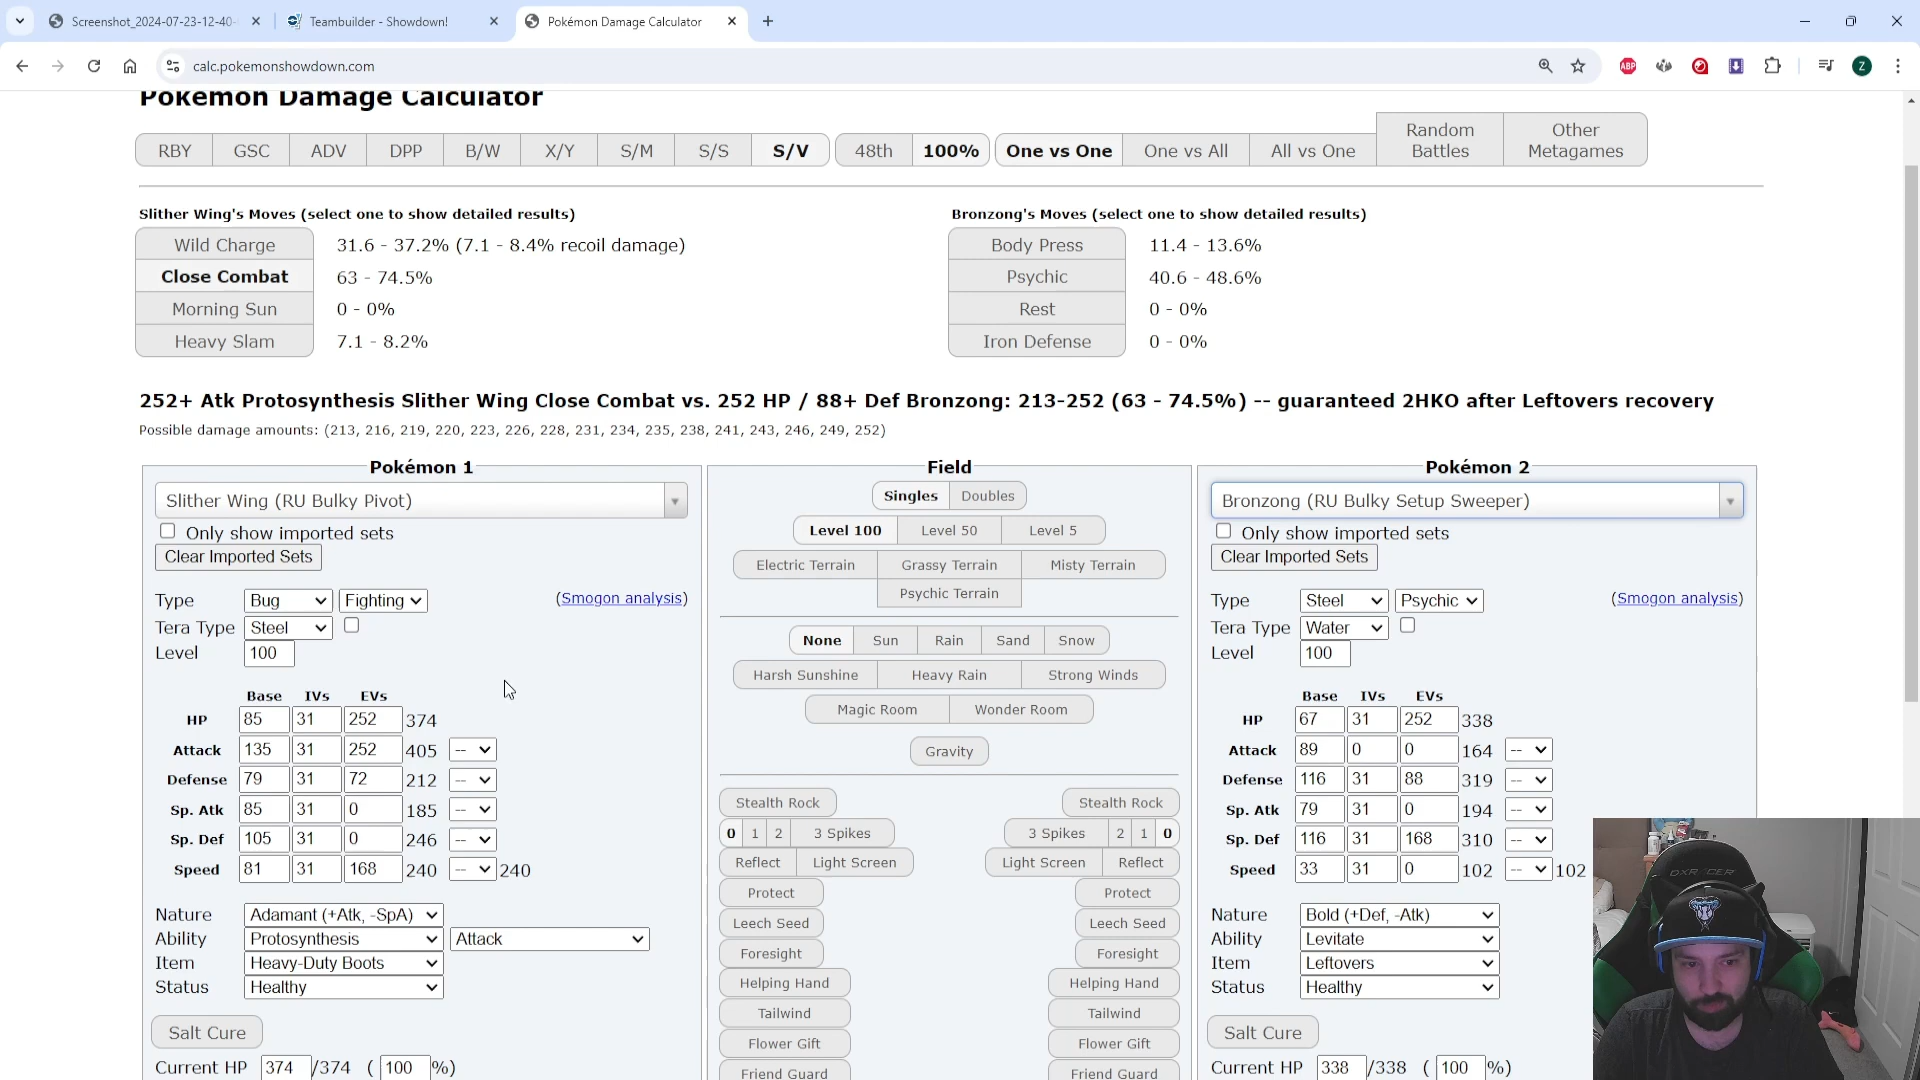 Screenshot_2024-07-23-12-40-
Teambuilder - Showdown!
Pokémon Damage Calculator
calc.pokemonshowdown.com
ABP
Z
Pokémon Damage Calculator
RBY GSC ADV DPP B/W X/Y S/M S/S S/V 48th 100% One vs One One vs All All vs One Random Battles Other Metagames
Slither Wing's Moves (select one to show detailed results)
Wild Charge 31.6 - 37.2% (7.1 - 8.4% recoil damage)
Close Combat 63 - 74.5%
Morning Sun 0 - 0%
Heavy Slam 7.1 - 8.2%
Bronzong's Moves (select one to show detailed results)
Body Press 11.4 - 13.6%
Psychic 40.6 - 48.6%
Rest 0 - 0%
Iron Defense 0 - 0%
252+ Atk Protosynthesis Slither Wing Close Combat vs. 252 HP / 88+ Def Bronzong: 213-252 (63 - 74.5%) -- guaranteed 2HKO after Leftovers recovery
Possible damage amounts: (213, 216, 219, 220, 223, 226, 228, 231, 234, 235, 238, 241, 243, 246, 249, 252)
Pokémon 1
Slither Wing (RU Bulky Pivot)
Only show imported sets
Clear Imported Sets
Type Bug Fighting (Smogon analysis)
Tera Type Steel
Level 100
Base IVs EVs
HP 85 31 252 374
Attack 135 31 252 405 --
Defense 79 31 72 212 --
Sp. Atk 85 31 0 185 --
Sp. Def 105 31 0 246 --
Speed 81 31 168 240 -- 240
Nature Adamant (+Atk, -SpA)
Ability Protosynthesis Attack
Item Heavy-Duty Boots
Status Healthy
Salt Cure
Current HP 374 /374 ( 100 %)
Field
Singles Doubles
Level 100 Level 50 Level 5
Electric Terrain Grassy Terrain Misty Terrain
Psychic Terrain
None Sun Rain Sand Snow
Harsh Sunshine Heavy Rain Strong Winds
Magic Room Wonder Room
Gravity
Stealth Rock Stealth Rock
0 1 2 3 Spikes 3 Spikes 2 1 0
Reflect Light Screen Light Screen Reflect
Protect Protect
Leech Seed Leech Seed
Foresight Foresight
Helping Hand Helping Hand
Tailwind Tailwind
Flower Gift Flower Gift
Friend Guard Friend Guard
Pokémon 2
Bronzong (RU Bulky Setup Sweeper)
Only show imported sets
Clear Imported Sets
Type Steel Psychic (Smogon analysis)
Tera Type Water
Level 100
Base IVs EVs
HP 67 31 252 338
Attack 89 0 0 164 --
Defense 116 31 88 319 --
Sp. Atk 79 31 0 194 --
Sp. Def 116 31 168 310 --
Speed 33 31 0 102 -- 102
Nature Bold (+Def, -Atk)
Ability Levitate
Item Leftovers
Status Healthy
Salt Cure
Current HP 338 /338 ( 100 %)